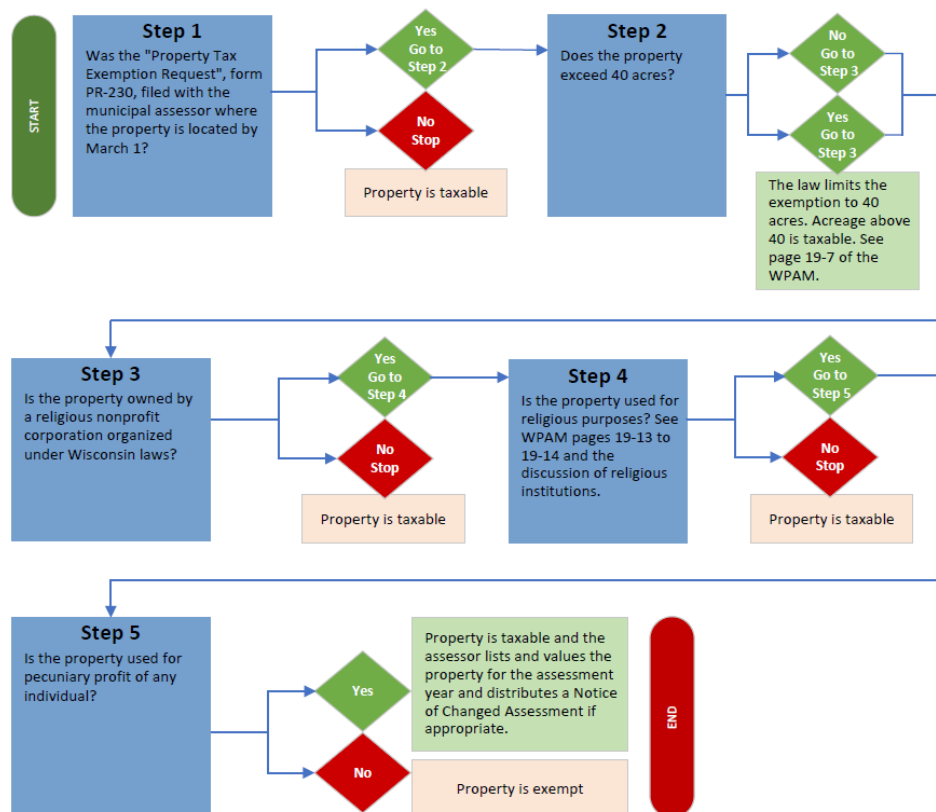 START
Step 1
Was the "Property Tax
Exemption Request", form
PR-230, filed with the
municipal assessor where
the property is located by
March 1?
Yes
Go to
Step 2
No
Stop
Property is taxable
Step 2
Does the property
exceed 40 acres?
No
Go to
Step 3
Yes
Go to
Step 3
The law limits the
exemption to 40
acres. Acreage above
40 is taxable. See
page 19-7 of the
WPAM.
Step 3
Is the property owned by
a religious nonprofit
corporation organized
under Wisconsin laws?
Yes
Go to
Step 4
No
Stop
Property is taxable
Step 4
Is the property used for
religious purposes? See
WPAM pages 19-13 to
19-14 and the
discussion of religious
institutions.
Yes
Go to
Step 5
No
Stop
Property is taxable
Step 5
Is the property used for
pecuniary profit of any
individual?
Yes
Property is taxable and the
assessor lists and values the
property for the assessment
year and distributes a Notice
of Changed Assessment if
appropriate.
No
Property is exempt
END